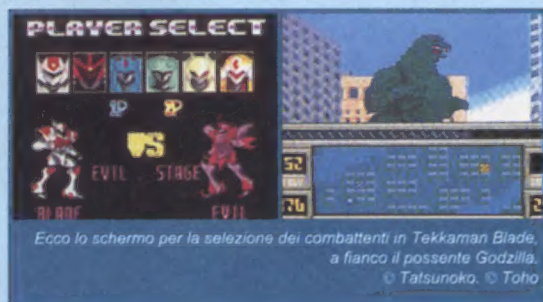 PLAYER SELECT
1P 2P
VS
EVIL STAGE
BLADE EVIL
52
76
Ecco lo schermo per la selezione dei combattenti in Tekkaman Blade,
a fianco il possente Godzilla.
© Tatsunoko. © Toho